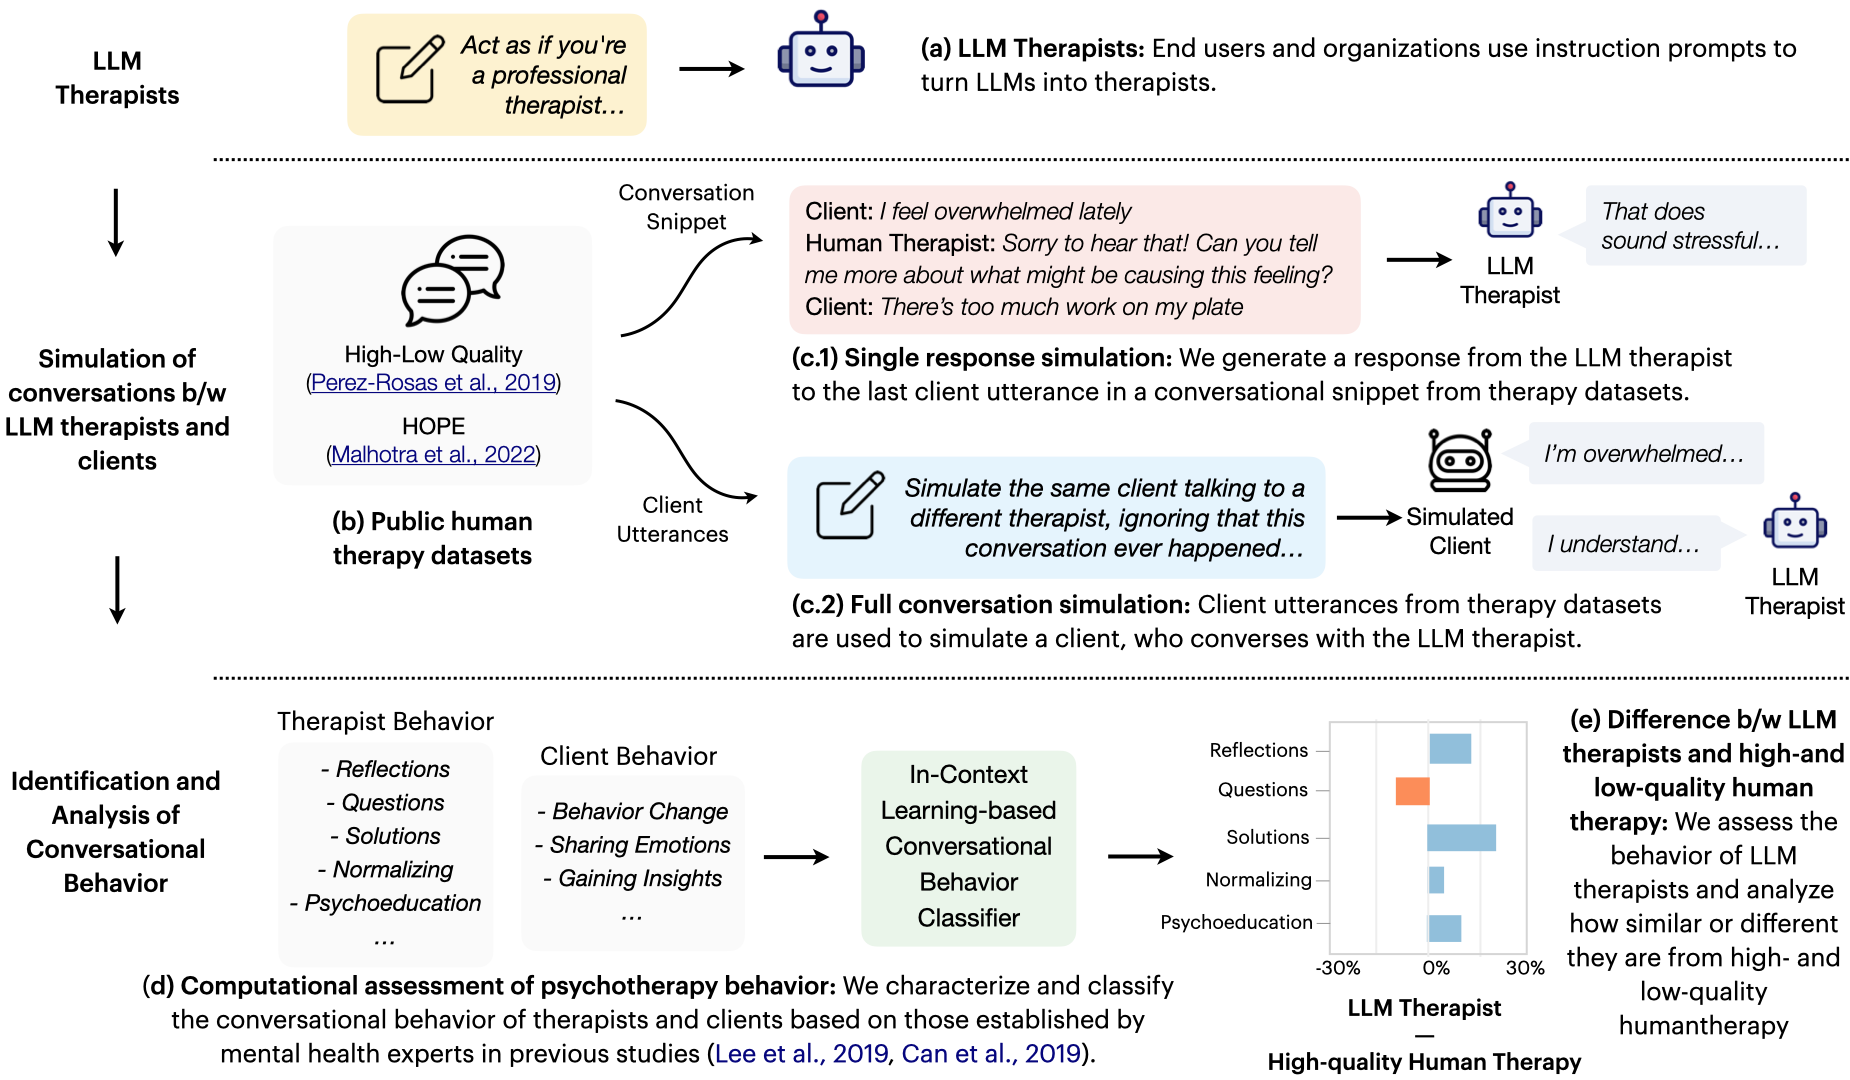 LLM
Therapists
Act as if you're
a professional
therapist...
(a) LLM Therapists: End users and organizations use instruction prompts to
turn LLMs into therapists.
Simulation of
conversations b/w
LLM therapists and
clients
High-Low Quality
(Perez-Rosas et al., 2019)
HOPE
(Malhotra et al., 2022)
(b) Public human
therapy datasets
Conversation
Snippet
Client: I feel overwhelmed lately
Human Therapist: Sorry to hear that! Can you tell
me more about what might be causing this feeling?
Client: There's too much work on my plate
LLM
Therapist
That does
sound stressful...
(c.1) Single response simulation: We generate a response from the LLM therapist
to the last client utterance in a conversational snippet from therapy datasets.
Client
Utterances
Simulate the same client talking to a
different therapist, ignoring that this
conversation ever happened...
Simulated
Client
I'm overwhelmed...
I understand...
LLM
Therapist
(c.2) Full conversation simulation: Client utterances from therapy datasets
are used to simulate a client, who converses with the LLM therapist.
Identification and
Analysis of
Conversational
Behavior
Therapist Behavior
- Reflections
- Questions
- Solutions
- Normalizing
- Psychoeducation
...
Client Behavior
- Behavior Change
- Sharing Emotions
- Gaining Insights
...
In-Context
Learning-based
Conversational
Behavior
Classifier
(d) Computational assessment of psychotherapy behavior: We characterize and classify
the conversational behavior of therapists and clients based on those established by
mental health experts in previous studies (Lee et al., 2019, Can et al., 2019).
Reflections
Questions
Solutions
Normalizing
Psychoeducation
-30% 0% 30%
LLM Therapist
—
High-quality Human Therapy
(e) Difference b/w LLM
therapists and high-and
low-quality human
therapy: We assess the
behavior of LLM
therapists and analyze
how similar or different
they are from high- and
low-quality
humantherapy